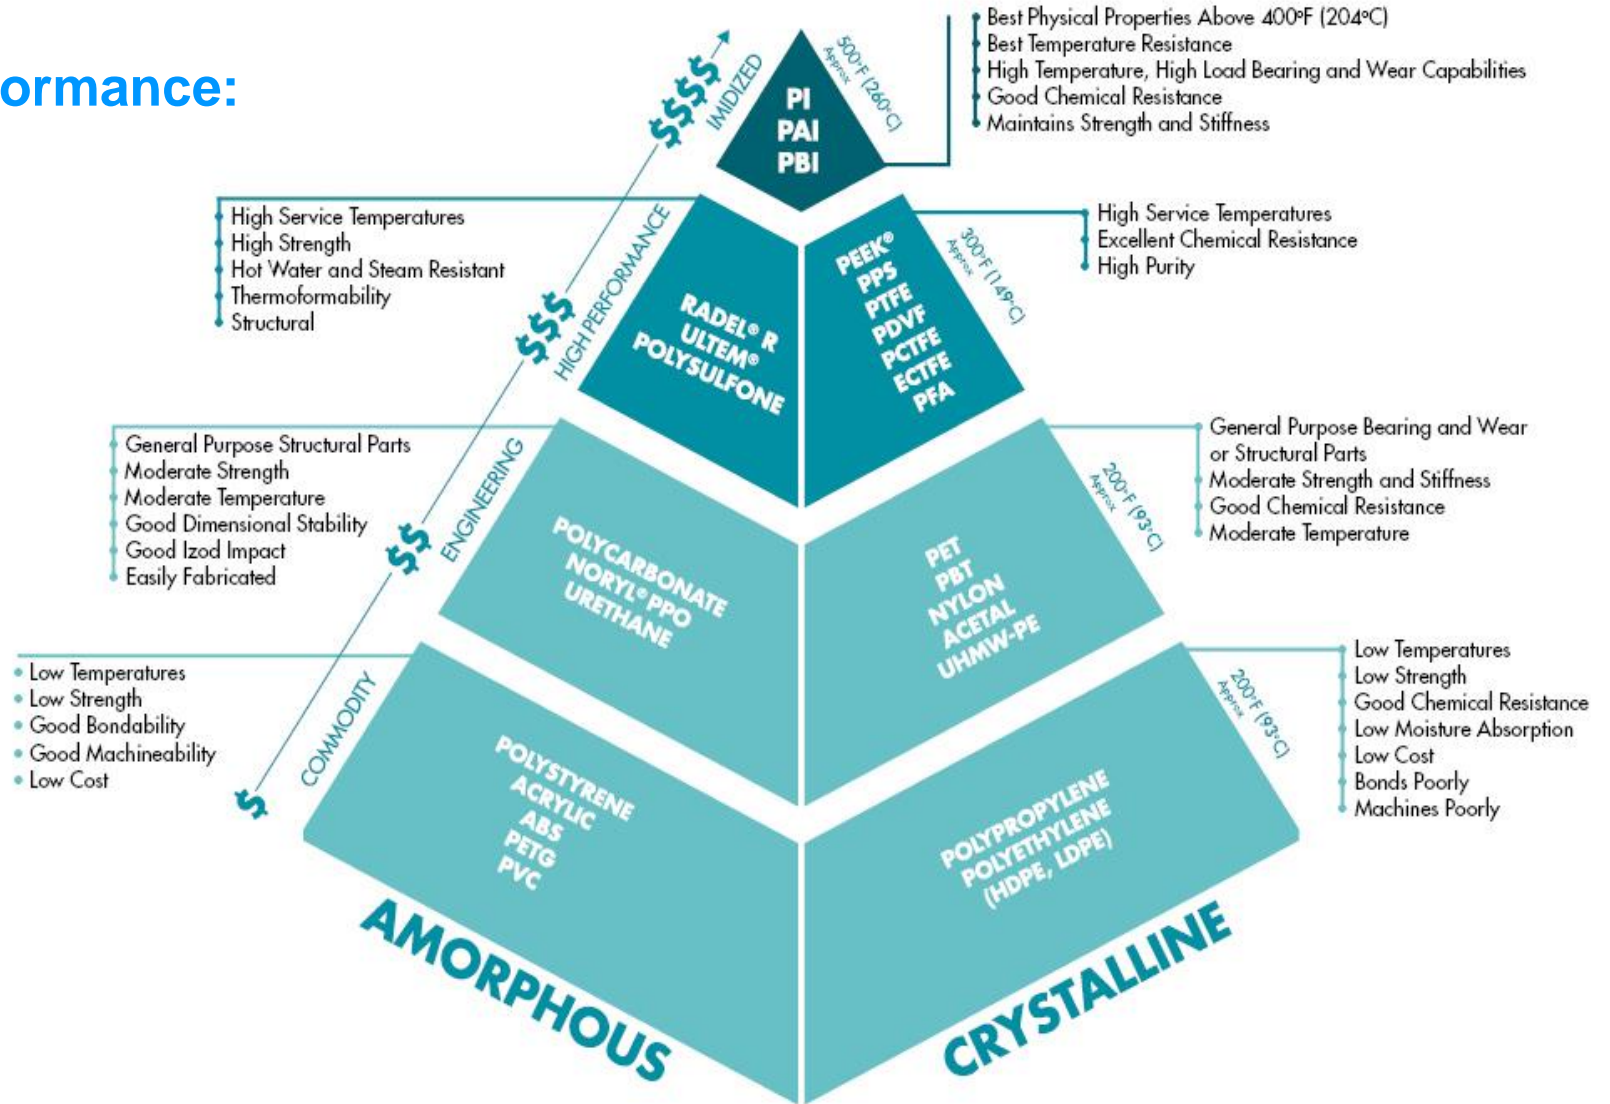 ormance:
$$$$
IMIDIZED
500°F (260°C)
Approx
PI
PAI
PBI
Best Physical Properties Above 400ºF (204ºC)
Best Temperature Resistance
High Temperature, High Load Bearing and Wear Capabilities
Good Chemical Resistance
Maintains Strength and Stiffness
High Service Temperatures
High Strength
Hot Water and Steam Resistant
Thermoformability
Structural
$$$
HIGH PERFORMANCE
RADEL® R
ULTEM®
POLYSULFONE
PEEK®
PPS
PTFE
PDVF
PCTFE
ECTFE
PFA
300°F (149°C)
Approx
High Service Temperatures
Excellent Chemical Resistance
High Purity
General Purpose Structural Parts
Moderate Strength
Moderate Temperature
Good Dimensional Stability
Good Izod Impact
Easily Fabricated
$$
ENGINEERING
POLYCARBONATE
NORYL® PPO
URETHANE
PET
PBT
NYLON
ACETAL
UHMW-PE
200°F (93°C)
Approx
General Purpose Bearing and Wear
or Structural Parts
Moderate Strength and Stiffness
Good Chemical Resistance
Moderate Temperature
Low Temperatures
Low Strength
Good Bondability
Good Machineability
Low Cost
$
COMMODITY
POLYSTYRENE
ACRYLIC
ABS
PETG
PVC
POLYPROPYLENE
POLYETHYLENE
(HDPE, LDPE)
200°F (93°C)
Approx
Low Temperatures
Low Strength
Good Chemical Resistance
Low Moisture Absorption
Low Cost
Bonds Poorly
Machines Poorly
AMORPHOUS
CRYSTALLINE